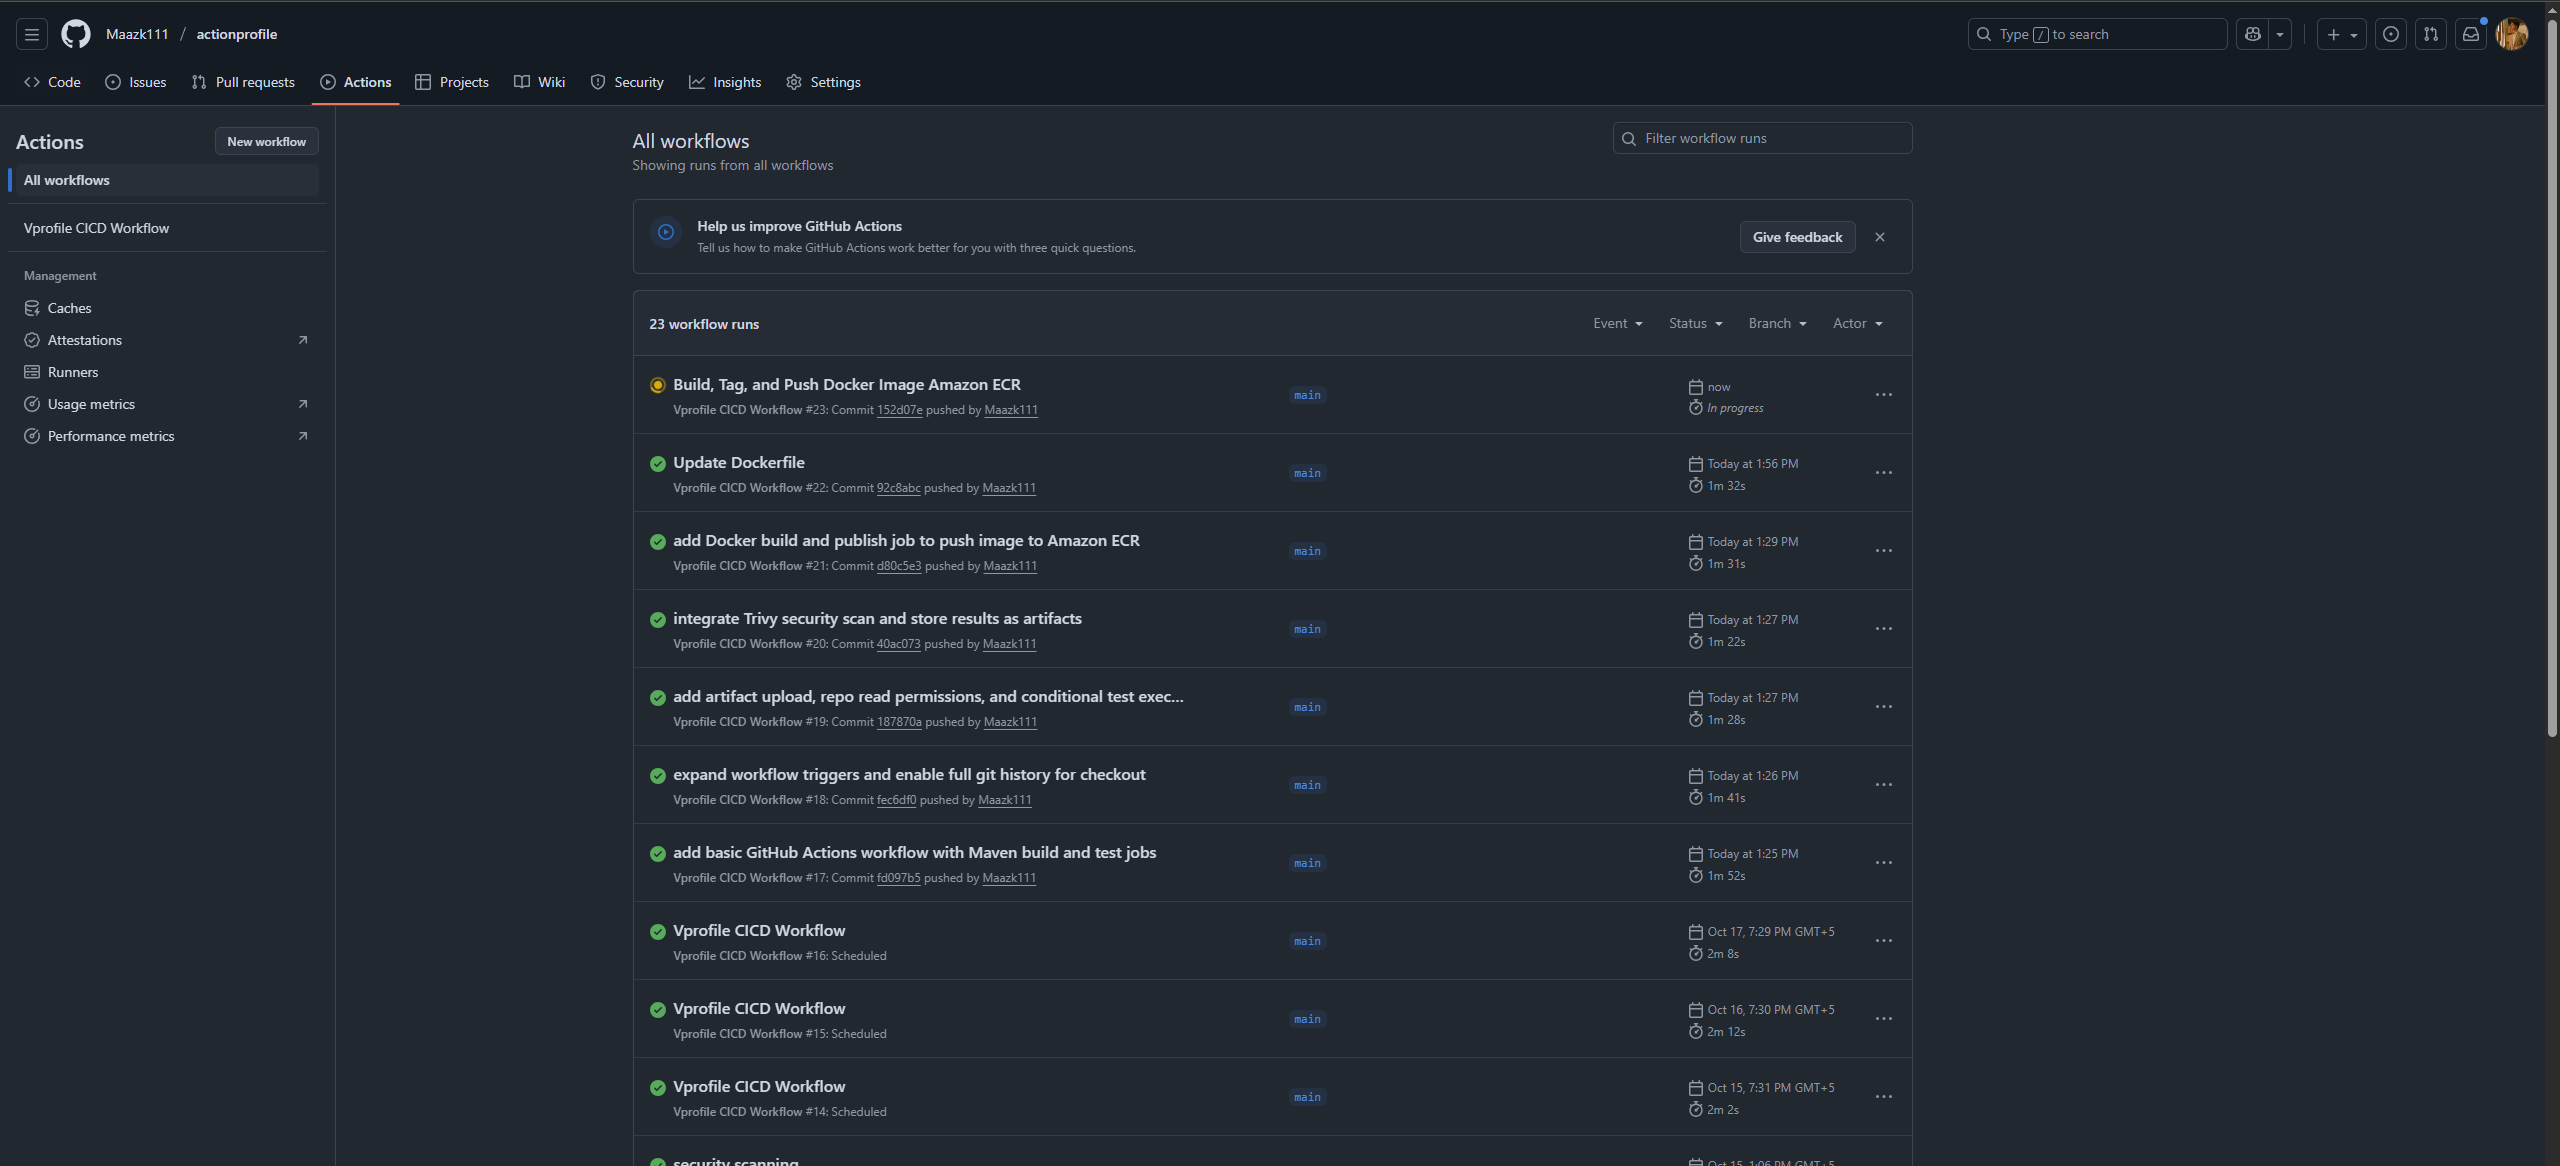 Maazk111 / actionprofile
Type / to search
Code Issues Pull requests Actions Projects Wiki Security Insights Settings
Actions
New workflow
All workflows
Vprofile CICD Workflow
Management
Caches
Attestations
Runners
Usage metrics
Performance metrics
All workflows
Showing runs from all workflows
Filter workflow runs
Help us improve GitHub Actions
Tell us how to make GitHub Actions work better for you with three quick questions.
Give feedback
23 workflow runs
Event Status Branch Actor
Build, Tag, and Push Docker Image Amazon ECR
Vprofile CICD Workflow #23: Commit 152d07e pushed by Maazk111
main
now
In progress
Update Dockerfile
Vprofile CICD Workflow #22: Commit 92c8abc pushed by Maazk111
main
Today at 1:56 PM
1m 32s
add Docker build and publish job to push image to Amazon ECR
Vprofile CICD Workflow #21: Commit d80c5e3 pushed by Maazk111
main
Today at 1:29 PM
1m 31s
integrate Trivy security scan and store results as artifacts
Vprofile CICD Workflow #20: Commit 40ac073 pushed by Maazk111
main
Today at 1:27 PM
1m 22s
add artifact upload, repo read permissions, and conditional test exec...
Vprofile CICD Workflow #19: Commit 187870a pushed by Maazk111
main
Today at 1:27 PM
1m 28s
expand workflow triggers and enable full git history for checkout
Vprofile CICD Workflow #18: Commit fec6df0 pushed by Maazk111
main
Today at 1:26 PM
1m 41s
add basic GitHub Actions workflow with Maven build and test jobs
Vprofile CICD Workflow #17: Commit fd097b5 pushed by Maazk111
main
Today at 1:25 PM
1m 52s
Vprofile CICD Workflow
Vprofile CICD Workflow #16: Scheduled
main
Oct 17, 7:29 PM GMT+5
2m 8s
Vprofile CICD Workflow
Vprofile CICD Workflow #15: Scheduled
main
Oct 16, 7:30 PM GMT+5
2m 12s
Vprofile CICD Workflow
Vprofile CICD Workflow #14: Scheduled
main
Oct 15, 7:31 PM GMT+5
2m 2s
security scanning
Oct 15, 1:06 PM GMT+5